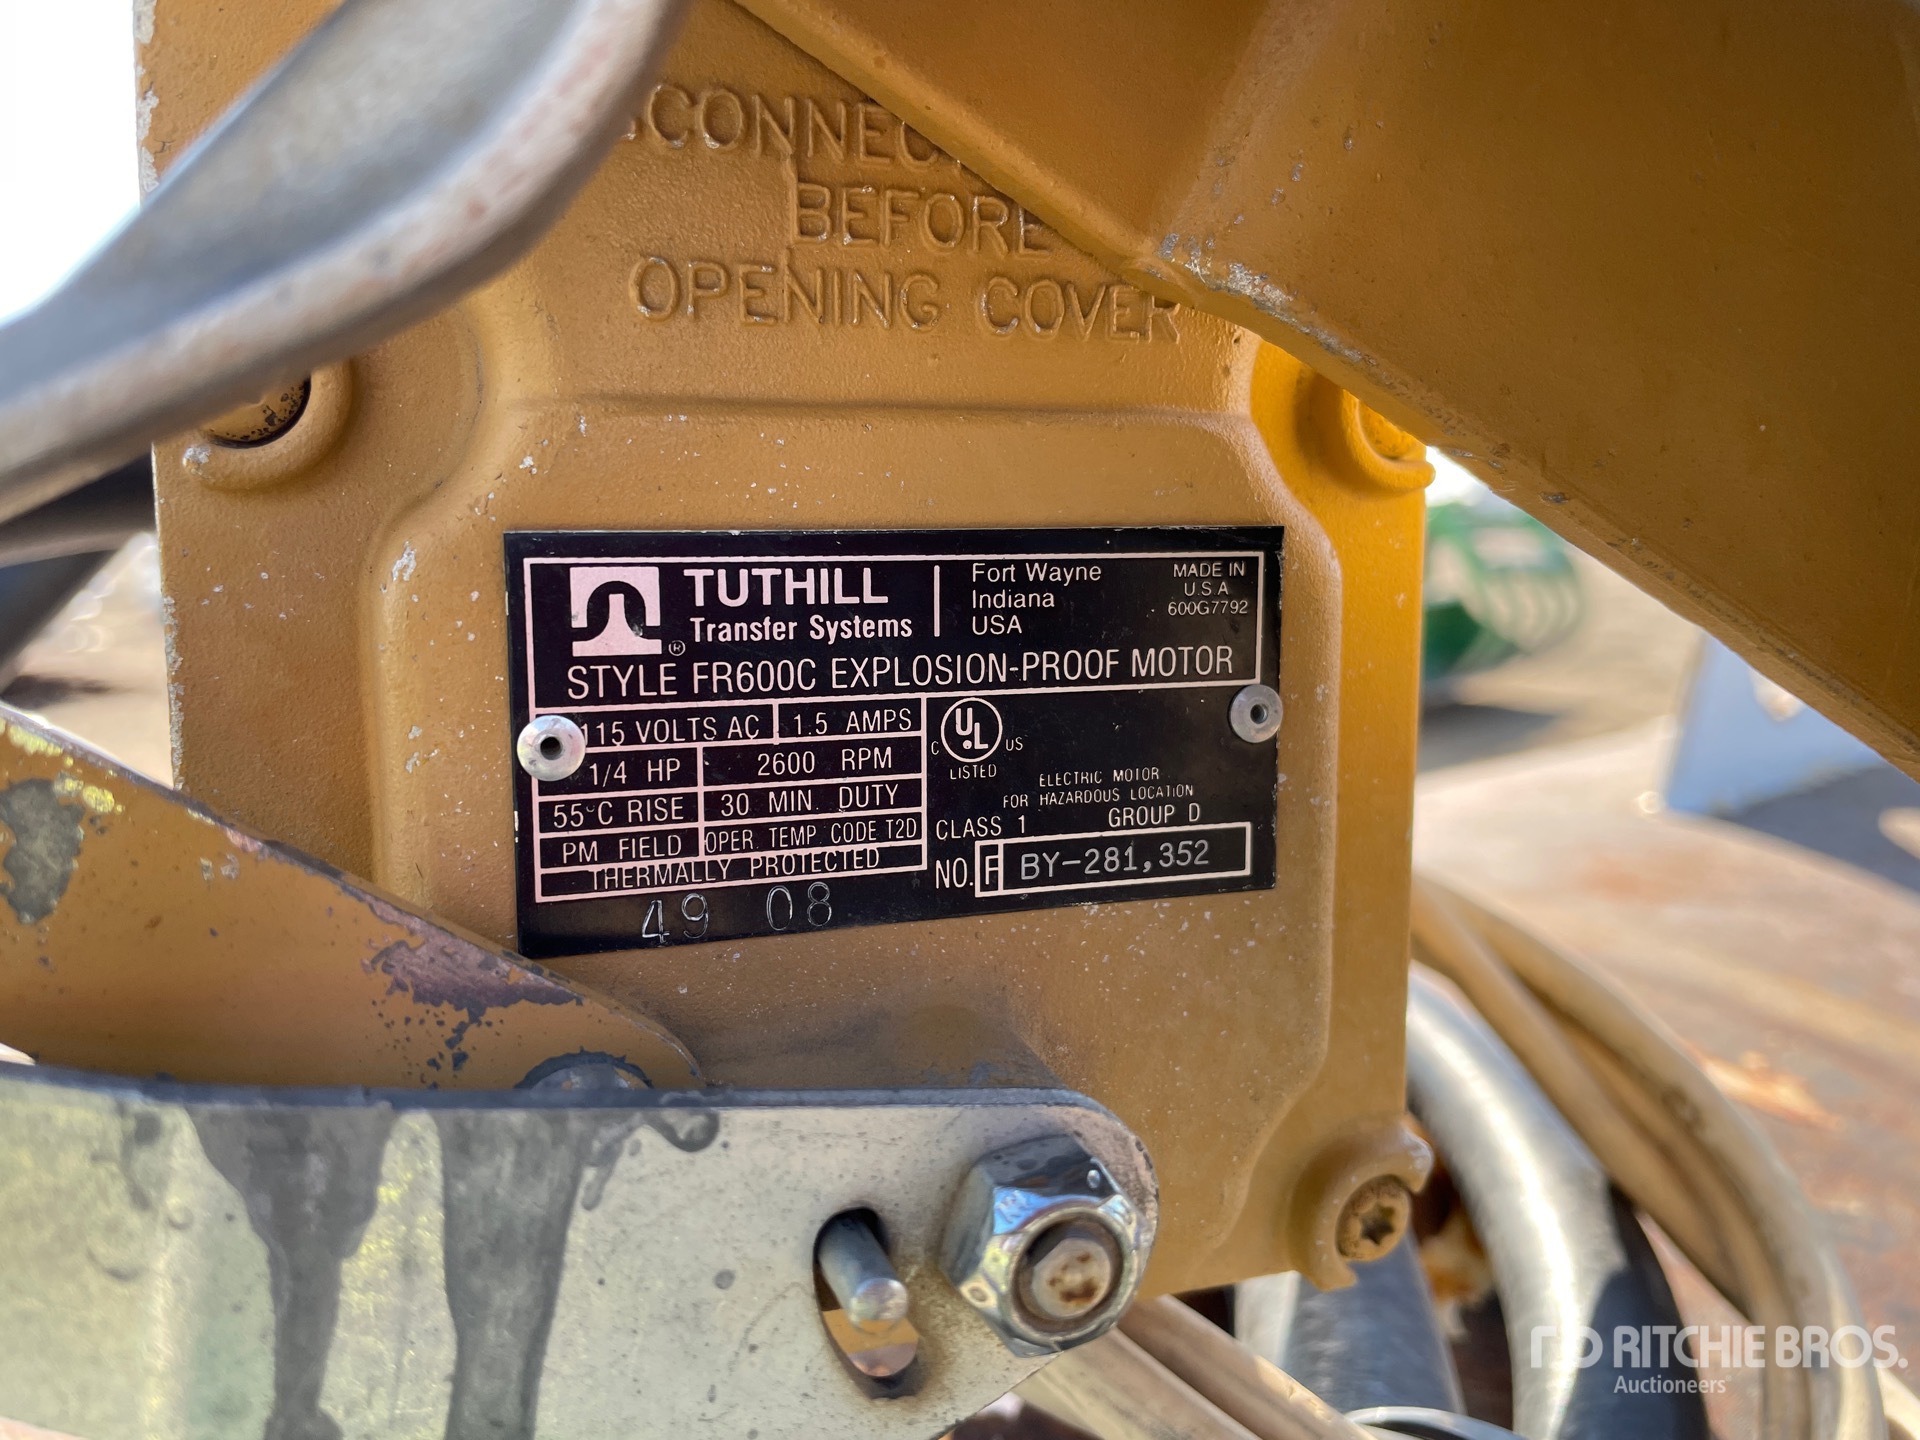 BEFORE
OPENING COVER
TUTHILL
Transfer Systems
®
Fort Wayne
Indiana
USA
MADE IN
U.S.A
600G7792
STYLE FR600C EXPLOSION-PROOF MOTOR
115 VOLTS AC
1.5 AMPS
1/4 HP
2600 RPM
55°C RISE
30 MIN. DUTY
PM FIELD
OPER. TEMP. CODE T2D
THERMALLY PROTECTED
49 08
C UL US
LISTED
ELECTRIC MOTOR
FOR HAZARDOUS LOCATION
CLASS 1 GROUP D
NO. F BY-281,352
RITCHIE BROS.
Auctioneers